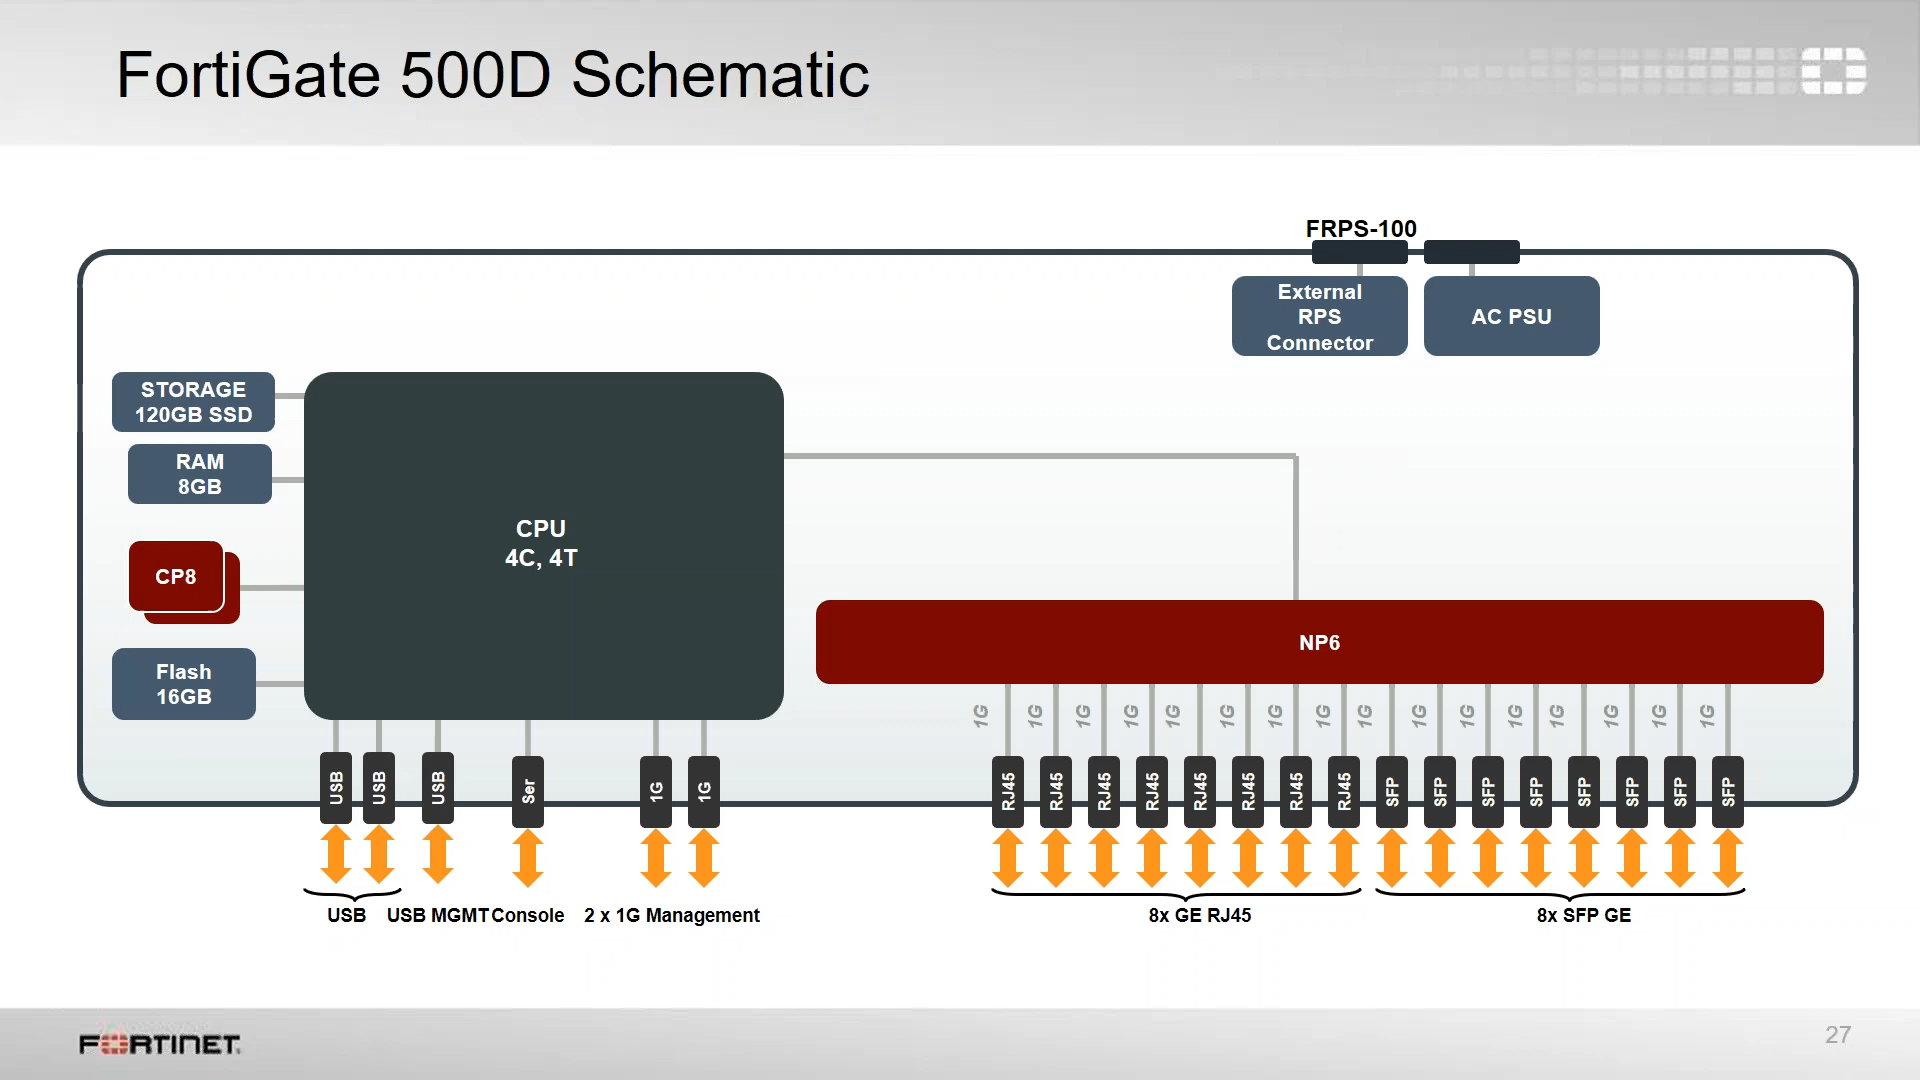 FortiGate 500D Schematic
FRPS-100
External
RPS
Connector
AC PSU
STORAGE
120GB SSD
RAM
8GB
CPU
4C, 4T
CP8
NP6
Flash
16GB
1G 1G 1G 1G 1G 1G 1G 1G 1G 1G 1G 1G 1G 1G 1G 1G
USB USB USB Ser 1G 1G RJ45 RJ45 RJ45 RJ45 RJ45 RJ45 RJ45 RJ45 SFP SFP SFP SFP SFP SFP SFP SFP
USB USB MGMT Console 2 x 1G Management 8x GE RJ45 8x SFP GE
FORTINET
27